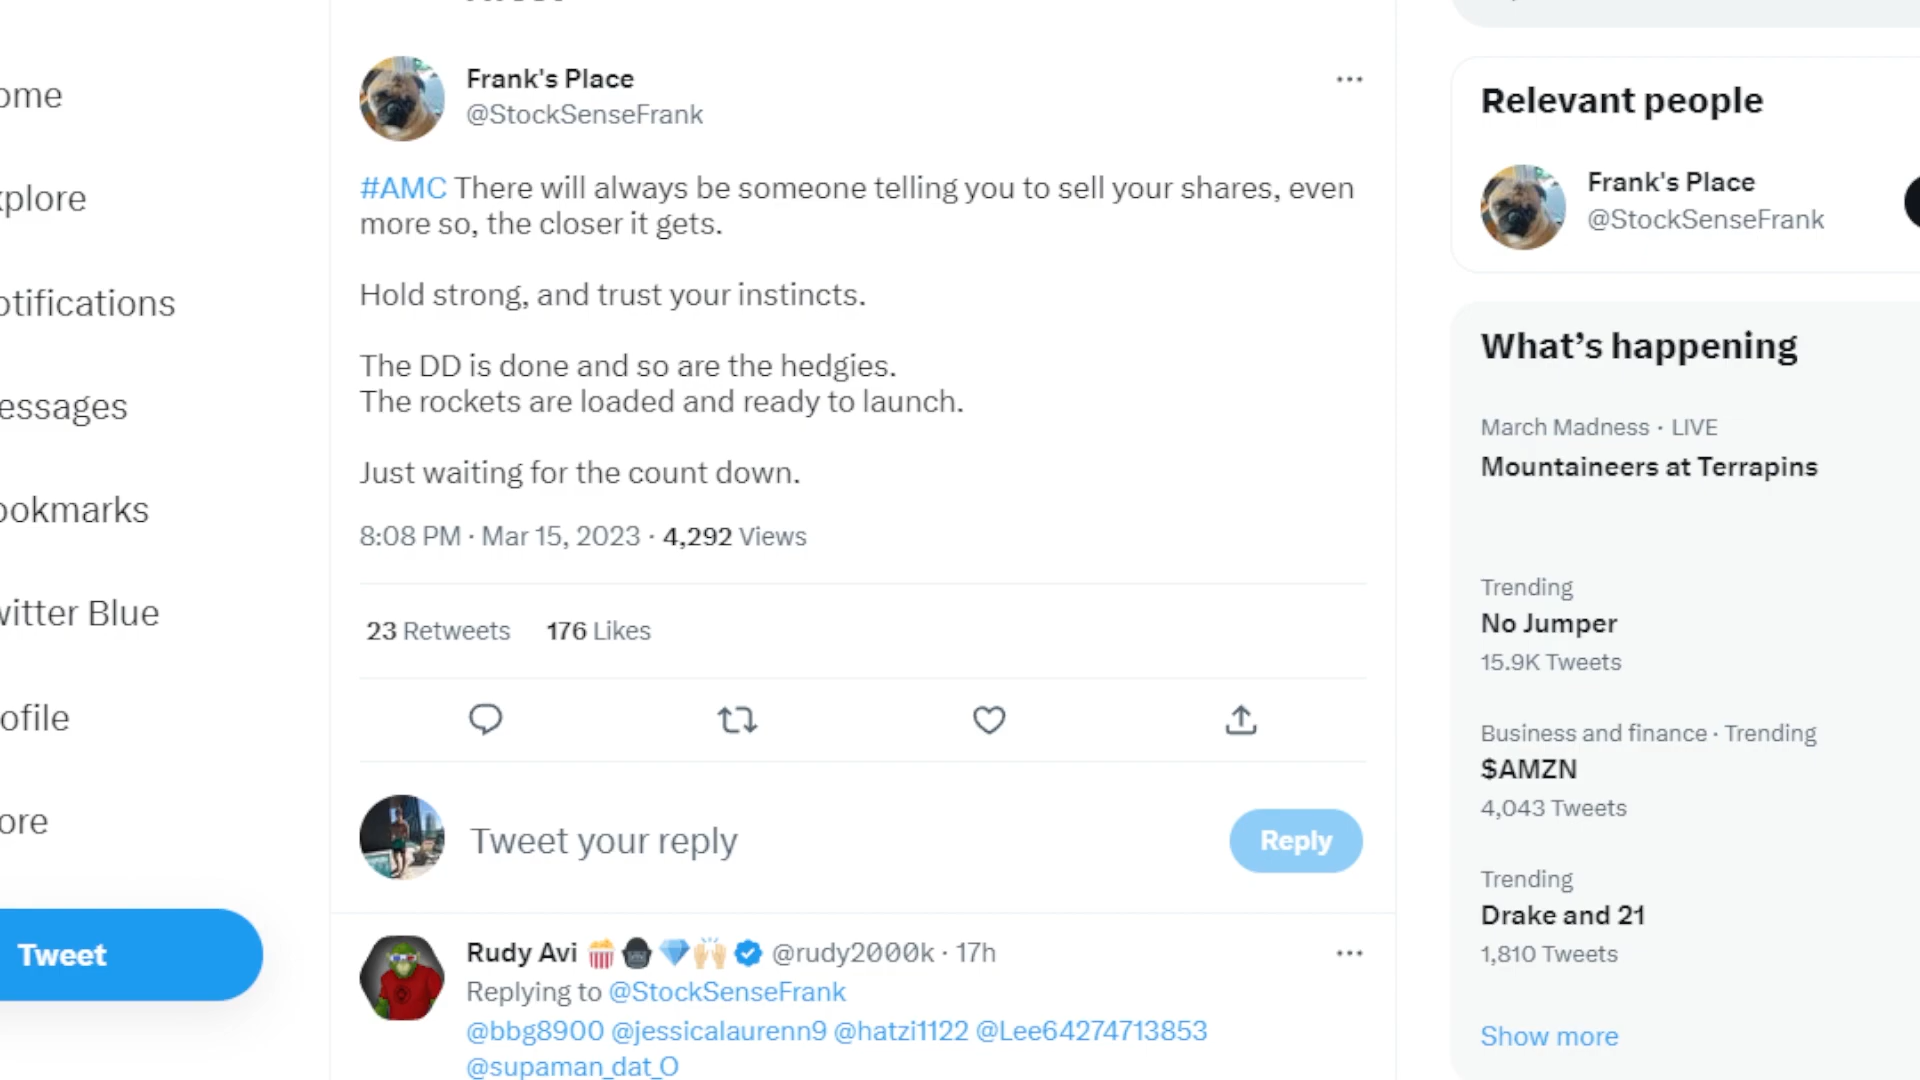 ome
xplore
otifications
essages
ookmarks
witter Blue
ofile
ore
Tweet
Frank's Place
@StockSenseFrank
#AMC There will always be someone telling you to sell your shares, even
more so, the closer it gets.
Hold strong, and trust your instincts.
The DD is done and so are the hedgies.
The rockets are loaded and ready to launch.
Just waiting for the count down.
8:08 PM · Mar 15, 2023 · 4,292 Views
23 Retweets 176 Likes
Tweet your reply
Reply
Rudy Avi 🍿🦍💎🙌🏻 @rudy2000k · 17h
Replying to @StockSenseFrank
@bbg8900 @jessicalaurenn9 @hatzi1122 @Lee64274713853
@supaman_dat_O
Relevant people
Frank's Place
@StockSenseFrank
What's happening
March Madness · LIVE
Mountaineers at Terrapins
Trending
No Jumper
15.9K Tweets
Business and finance · Trending
$AMZN
4,043 Tweets
Trending
Drake and 21
1,810 Tweets
Show more